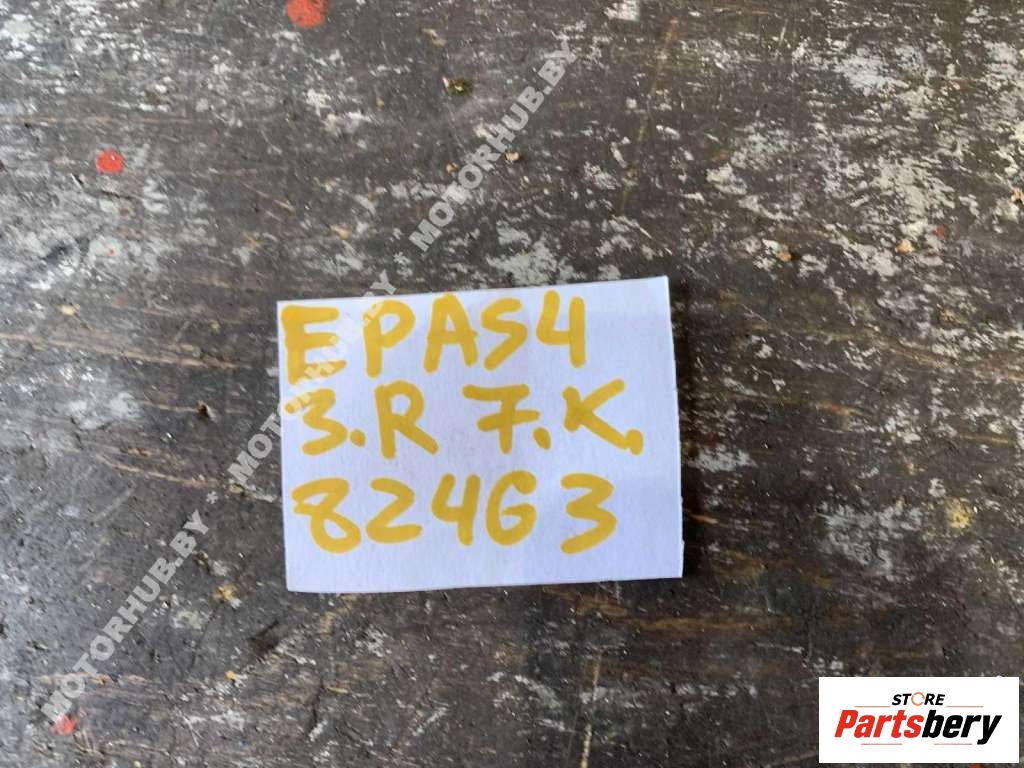 MOTORHUB.BY * MOTORHUB.BY * MOTORHUB.BY
EPAS4
3.R 7.K.
824G3
STORE
Partsbery